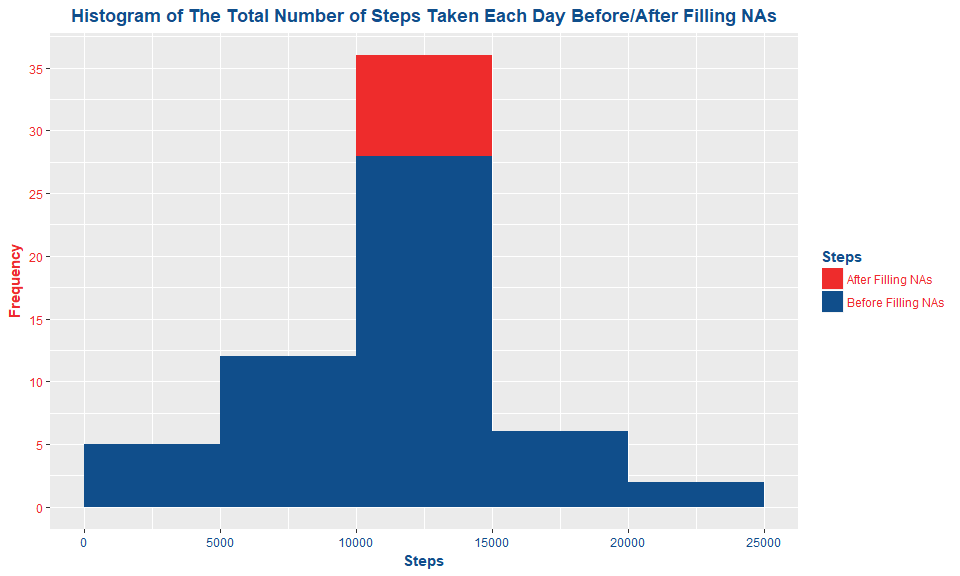 Histogram of The Total Number of Steps Taken Each Day Before/After Filling NAs
Frequency
35
30
25
20
15
10
5
0
0 5000 10000 15000 20000 25000
Steps
Steps
After Filling NAs
Before Filling NAs